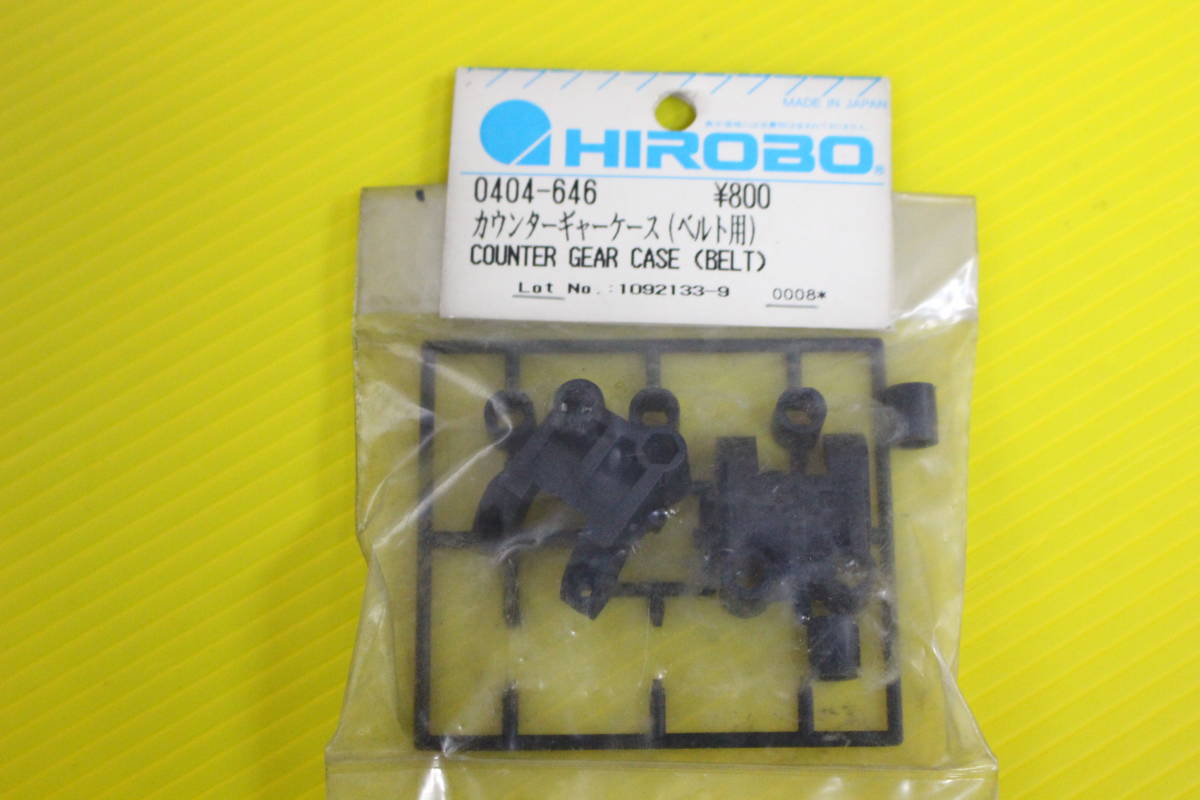 MADE IN JAPAN
HIROBO®
0404-646 ¥800
カウンターギャーケース(ベルト用)
COUNTER GEAR CASE (BELT)
Lot No.:1092133-9 0008*